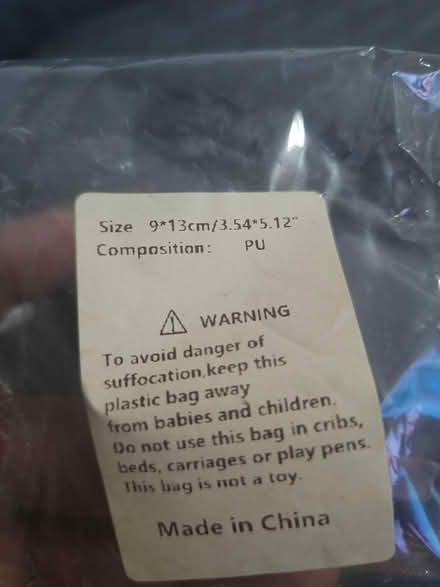 Size 9*13cm/3.54*5.12"
Composition: PU
WARNING
To avoid danger of
suffocation,keep this
plastic bag away
from babies and children.
Do not use this bag in cribs,
beds, carriages or play pens.
This bag is not a toy.
Made in China